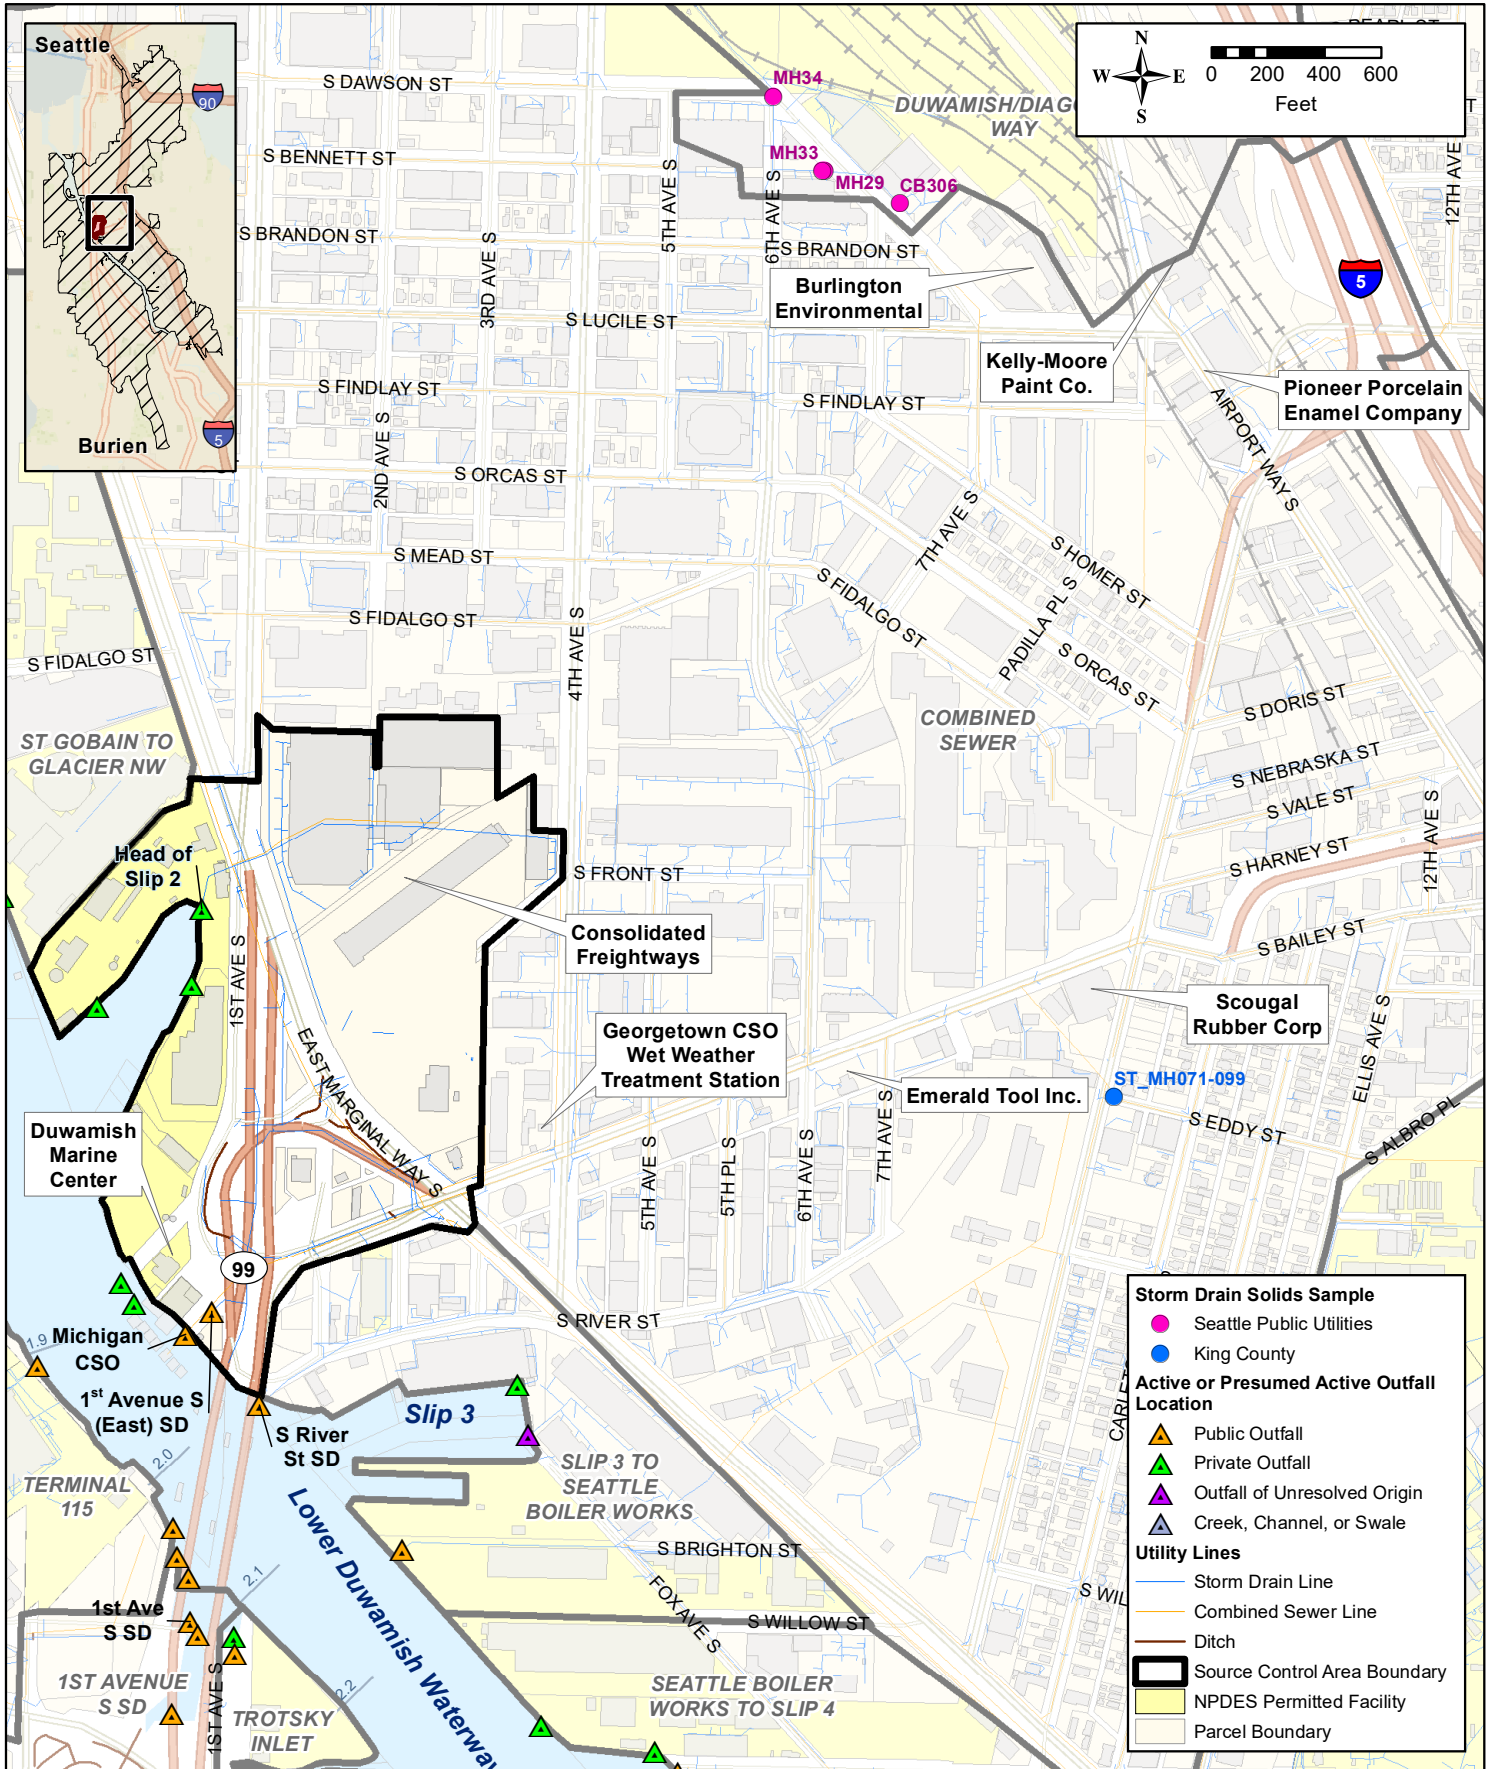 Seattle
90
5
Burien
N
W
E
S
0 200 400 600
Feet
S DAWSON ST
MH34
DUWAMISH/DIAG
WAY
S BENNETT ST
MH33
MH29
CB306
5TH AVE S
6TH AVE S
12TH AVE
S BRANDON ST
S BRANDON ST
3RD AVE S
Burlington
Environmental
5
S LUCILE ST
Kelly-Moore
Paint Co.
Pioneer Porcelain
Enamel Company
S FINDLAY ST
S FINDLAY ST
AIRPORT WAY S
2ND AVE S
S ORCAS ST
7TH AVE S
S HOMER ST
S MEAD ST
S FIDALGO ST
PADILLA PL S
S FIDALGO ST
4TH AVE S
S FIDALGO ST
S ORCAS ST
S DORIS ST
COMBINED
SEWER
ST GOBAIN TO
GLACIER NW
S NEBRASKA ST
S VALE ST
12TH AVE S
S HARNEY ST
Head of
Slip 2
S FRONT ST
Consolidated
Freightways
S BAILEY ST
1ST AVE S
Scougal
Rubber Corp
ELLIS AVE S
Georgetown CSO
Wet Weather
Treatment Station
EAST MARGINAL WAY S
Emerald Tool Inc.
ST_MH071-099
S EDDY ST
S ALBRO PL
Duwamish
Marine
Center
5TH AVE S
5TH PL S
6TH AVE S
7TH AVE S
99
S RIVER ST
1.9
Michigan
CSO
1st Avenue S
(East) SD
S River
St SD
Slip 3
2.0
TERMINAL
115
SLIP 3 TO
SEATTLE
BOILER WORKS
Lower Duwamish Waterway
S BRIGHTON ST
FOX AVE S
2.1
S WILLOW ST
S WIL
1st Ave
S SD
1ST AVENUE
S SD
1ST AVE S
2.2
TROTSKY
INLET
SEATTLE BOILER
WORKS TO SLIP 4
Storm Drain Solids Sample
Seattle Public Utilities
King County
Active or Presumed Active Outfall
Location
Public Outfall
Private Outfall
Outfall of Unresolved Origin
Creek, Channel, or Swale
Utility Lines
Storm Drain Line
Combined Sewer Line
Ditch
Source Control Area Boundary
NPDES Permitted Facility
Parcel Boundary